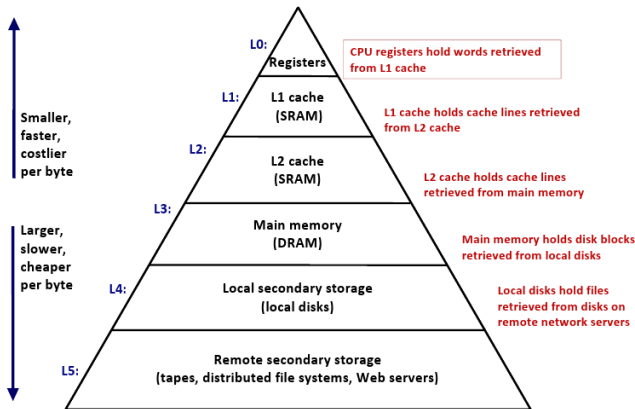 L0:
Registers
CPU registers hold words retrieved
from L1 cache
L1:
L1 cache
(SRAM)
L1 cache holds cache lines retrieved
from L2 cache
Smaller,
faster,
costlier
per byte
L2:
L2 cache
(SRAM)
L2 cache holds cache lines
retrieved from main memory
L3:
Main memory
(DRAM)
Main memory holds disk blocks
retrieved from local disks
Larger,
slower,
cheaper
per byte
L4:
Local secondary storage
(local disks)
Local disks hold files
retrieved from disks on
remote network servers
L5:
Remote secondary storage
(tapes, distributed file systems, Web servers)